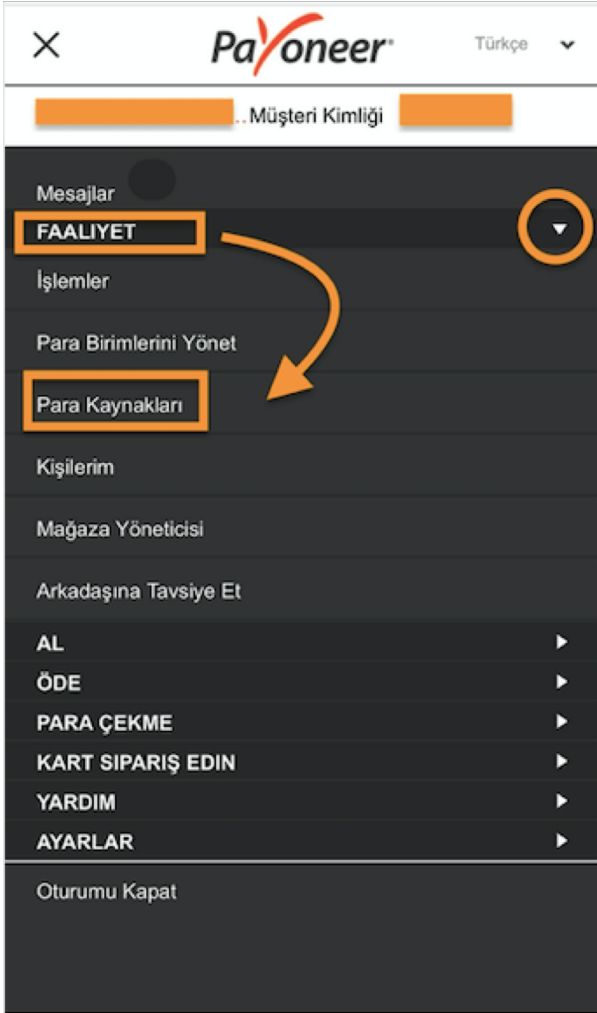 Payoneer
Türkçe
..Müşteri Kimliği
Mesajlar
FAALIYET
İşlemler
Para Birimlerini Yönet
Para Kaynakları
Kişilerim
Mağaza Yöneticisi
Arkadaşına Tavsiye Et
AL
ÖDE
PARA ÇEKME
KART SIPARIŞ EDIN
YARDIM
AYARLAR
Oturumu Kapat